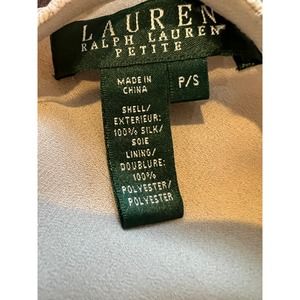 LAUREN
RALPH LAUREN
PETITE
MADE IN
CHINA
P/S
SHELL/
EXTERIEUR:
100% SILK/
SOIE
LINING/
DOUBLURE:
100%
POLYESTER/
POLYESTER